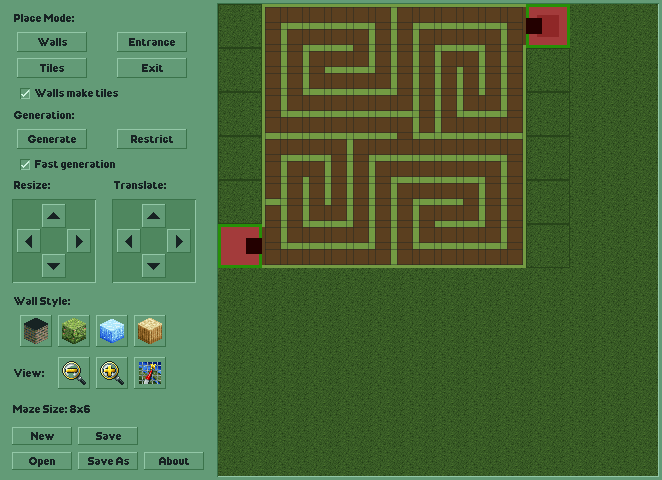 Place Mode:
Walls
Entrance
Tiles
Exit
Walls make tiles
Generation:
Generate
Restrict
Fast generation
Resize:
Translate:
Wall Style:
View:
Maze Size: 8x6
New
Save
Open
Save As
About